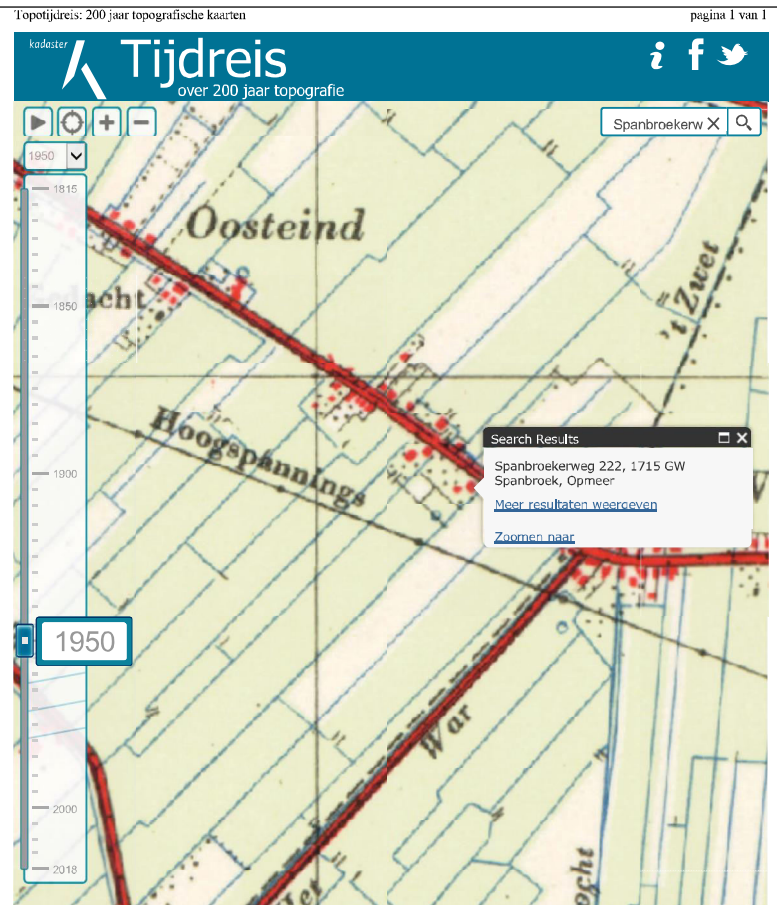 Topotijdreis: 200 jaar topografische kaarten
pagina 1 van 1
kadaster
Tijdreis
over 200 jaar topografie
Spanbroekerw
1950
1815
Oosteind
't Zwet
1850
Hoogspannings
1900
Search Results
Spanbroekerweg 222, 1715 GW
Spanbroek, Opmeer
Meer resultaten weergeven
Zoomen naar
1950
War
2000
2018